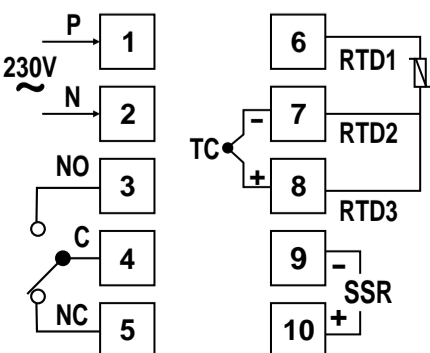 P 1 6 RTD1
230V
~
N 2 - 7 RTD2
TC
NO 3 + 8 RTD3
C 4 9 -
SSR
NC 5 10 +